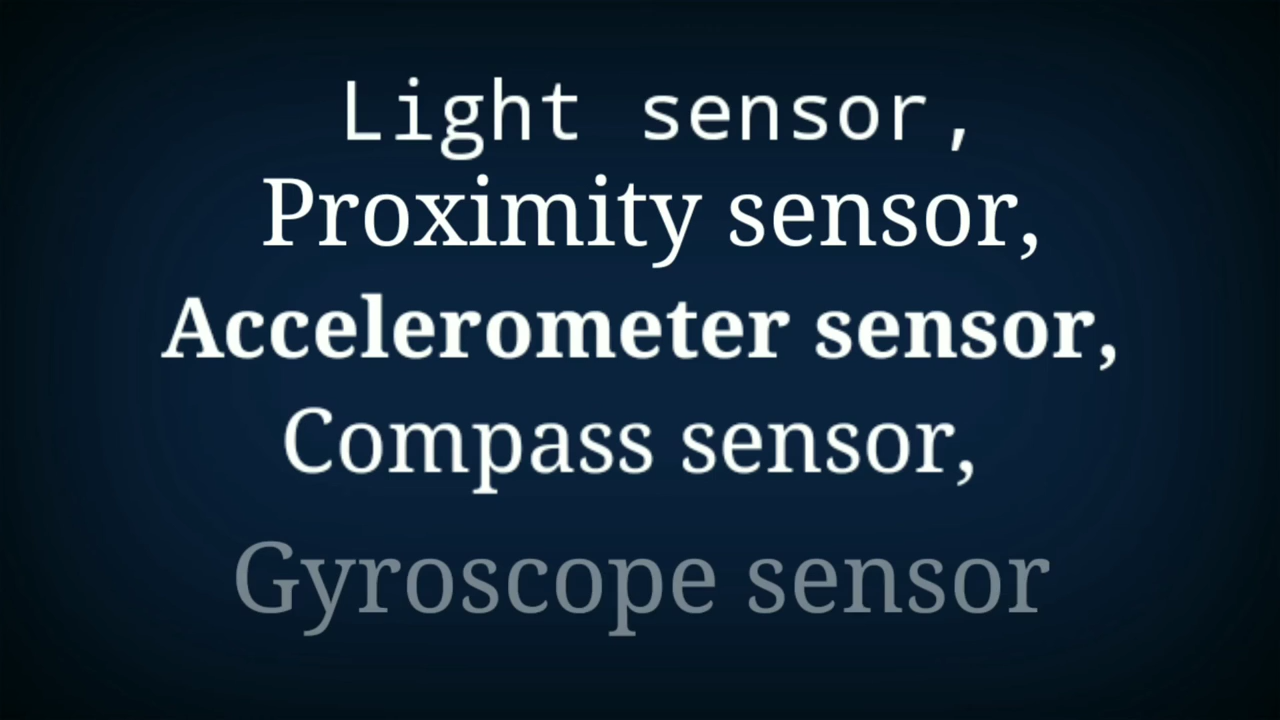 Light sensor,
Proximity sensor,
Accelerometer sensor,
Compass sensor,
Gyroscope sensor